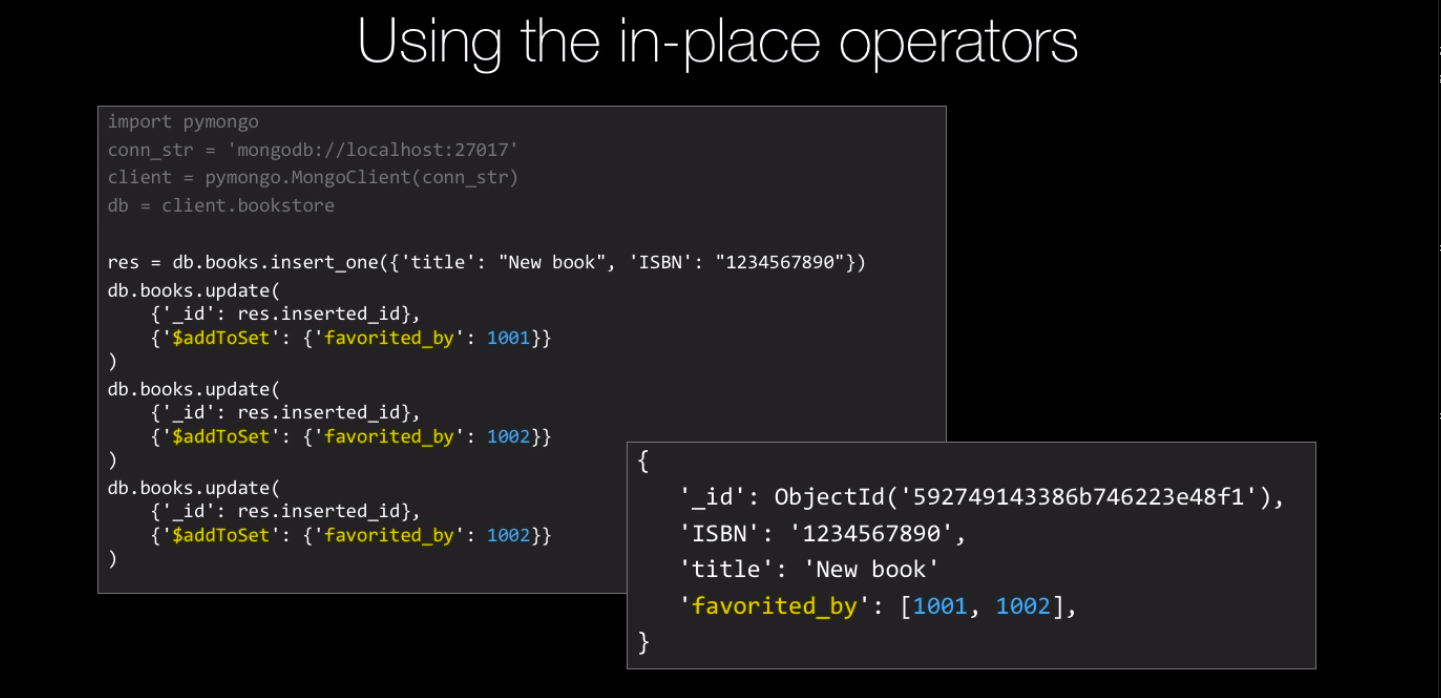 Using the in-place operators
import pymongo
conn_str = 'mongodb://localhost:27017'
client = pymongo.MongoClient(conn_str)
db = client.bookstore
res = db.books.insert_one({'title': "New book", 'ISBN': "1234567890"})
db.books.update(
    {'_id': res.inserted_id},
    {'$addToSet': {'favorited_by': 1001}}
)
db.books.update(
    {'_id': res.inserted_id},
    {'$addToSet': {'favorited_by': 1002}}
)
db.books.update(
    {'_id': res.inserted_id},
    {'$addToSet': {'favorited_by': 1002}}
)
{
   '_id': ObjectId('592749143386b746223e48f1'),
   'ISBN': '1234567890',
   'title': 'New book'
   'favorited_by': [1001, 1002],
}